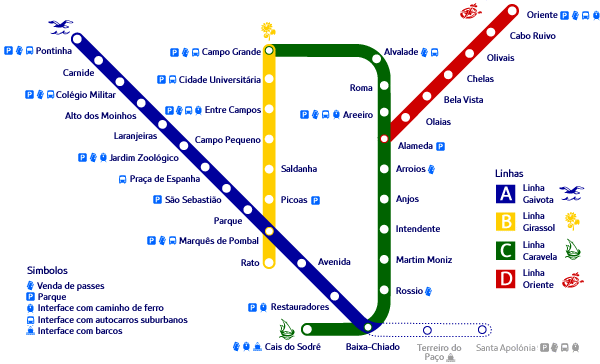 Oriente
Cabo Ruivo
Olivais
Chelas
Bela Vista
Olaias
Alameda
Campo Grande
Alvalade
Roma
Areeiro
Arroios
Anjos
Intendente
Martim Moniz
Rossio
Pontinha
Carnide
Colégio Militar
Alto dos Moinhos
Laranjeiras
Jardim Zoológico
Praça de Espanha
São Sebastião
Parque
Marquês de Pombal
Avenida
Restauradores
Baixa-Chiado
Cidade Universitária
Entre Campos
Campo Pequeno
Saldanha
Picoas
Rato
Cais do Sodré
Terreiro do
Paço
Santa Apolónia
Linhas
A Linha
Gaivota
B Linha
Girassol
C Linha
Caravela
D Linha
Oriente
Símbolos
Venda de passes
P Parque
Interface com caminho de ferro
Interface com autocarros suburbanos
Interface com barcos